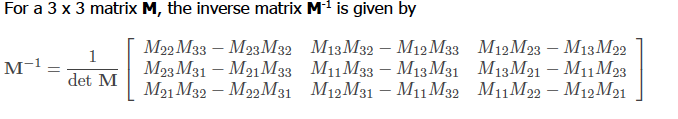 For a 3 x 3 matrix M, the inverse matrix M⁻¹ is given by
M⁻¹ = 1 / det M [ M₂₂M₃₃ − M₂₃M₃₂ M₁₃M₃₂ − M₁₂M₃₃ M₁₂M₂₃ − M₁₃M₂₂
M₂₃M₃₁ − M₂₁M₃₃ M₁₁M₃₃ − M₁₃M₃₁ M₁₃M₂₁ − M₁₁M₂₃
M₂₁M₃₂ − M₂₂M₃₁ M₁₂M₃₁ − M₁₁M₃₂ M₁₁M₂₂ − M₁₂M₂₁ ]